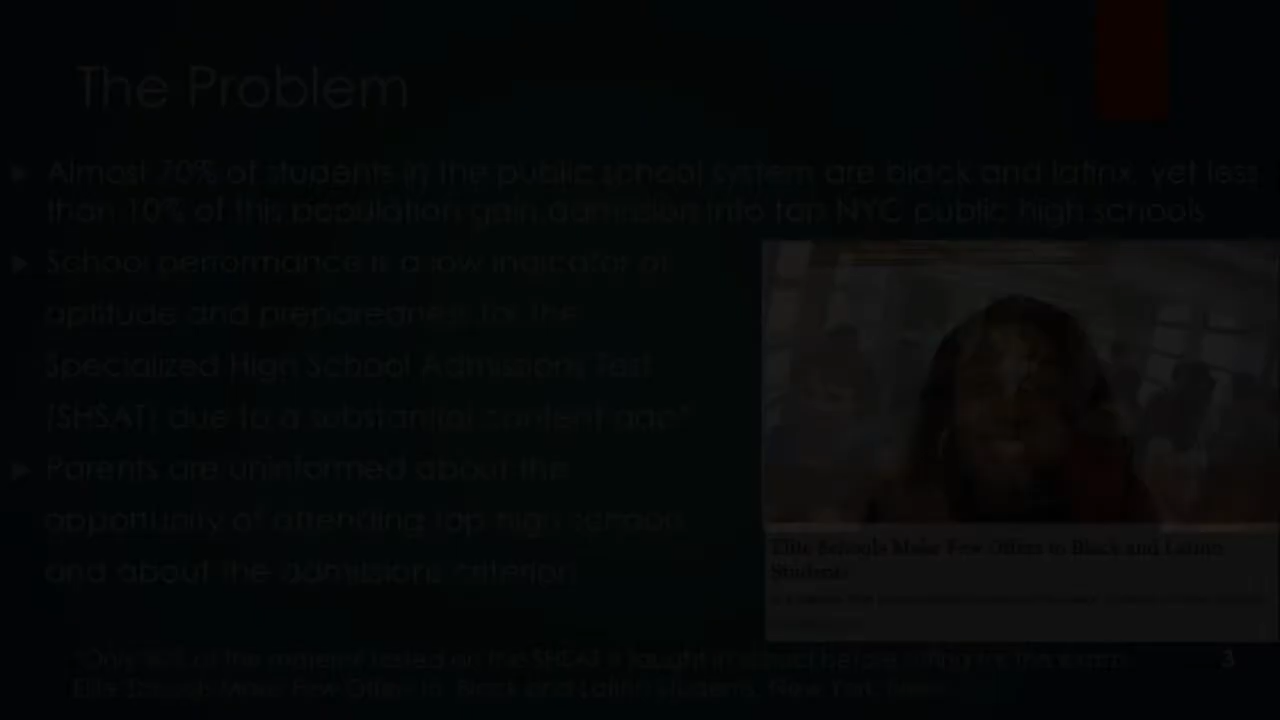 The Problem
Almost 70% of students in the public school system are black and latinx, yet less
than 10% of this population gain admission into top NYC public high schools
School performance is a low indicator of
aptitude and preparedness for the
Specialized High School Admissions Test
(SHSAT) due to a substantial content gap*
Parents are uninformed about the
opportunity of attending top high schools
and about the admissions criterion
Elite Schools Make Few Offers to Black and Latino
Students
*Only of the material tested on the SHSAT is taught in school before sitting for the exam
Elite Schools Make Few Offers to Black and Latino Students, New York Times
3